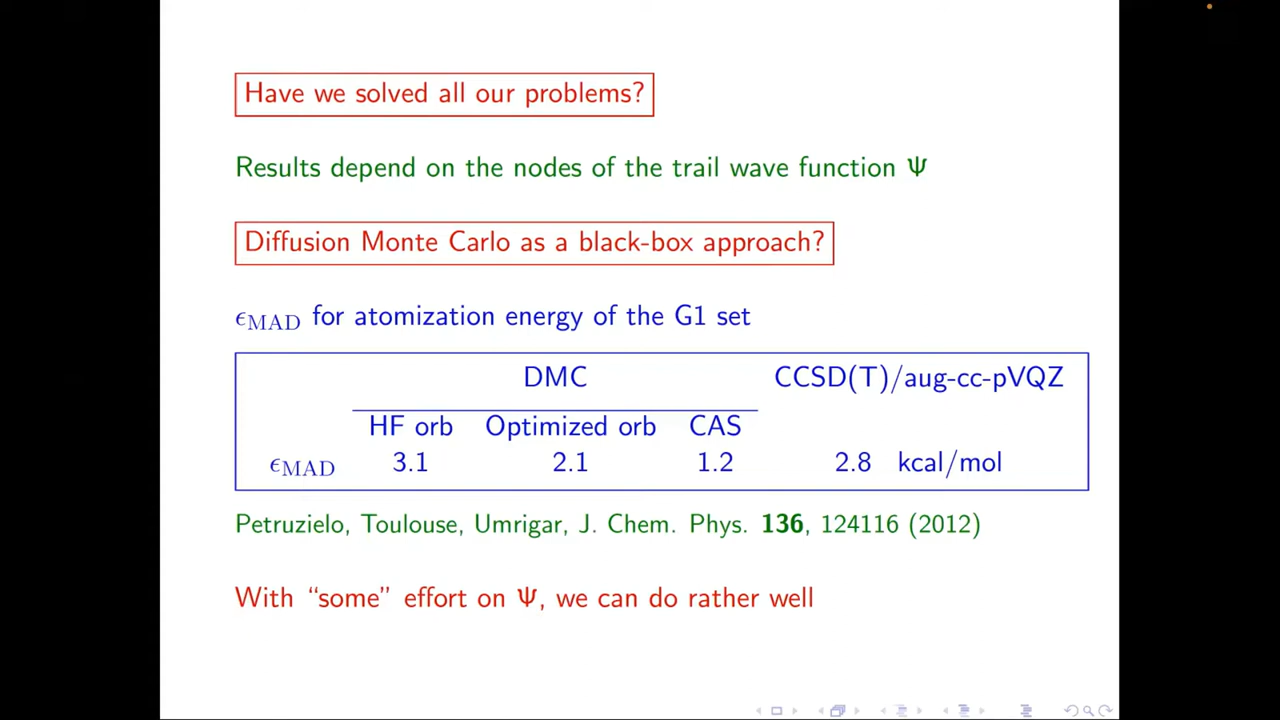 Have we solved all our problems?
Results depend on the nodes of the trail wave function Ψ
Diffusion Monte Carlo as a black-box approach?
ϵMAD for atomization energy of the G1 set
DMC CCSD(T)/aug-cc-pVQZ
HF orb Optimized orb CAS
ϵMAD 3.1 2.1 1.2 2.8 kcal/mol
Petruzielo, Toulouse, Umrigar, J. Chem. Phys. 136, 124116 (2012)
With “some” effort on Ψ, we can do rather well